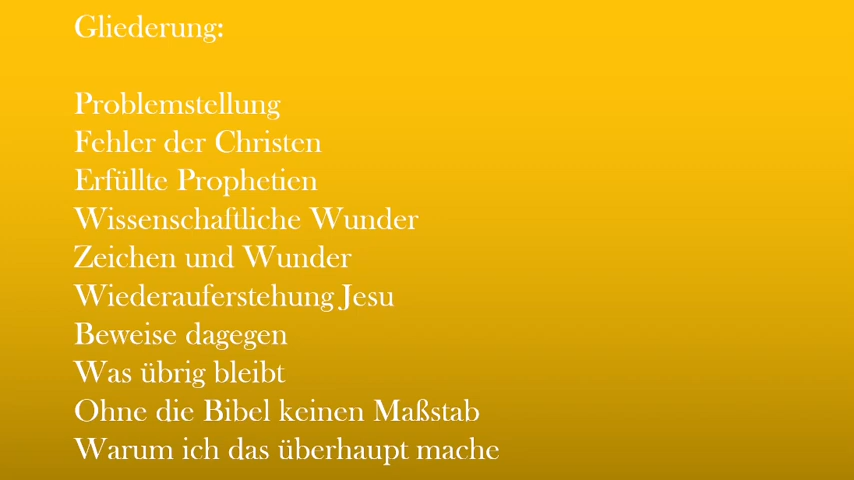 Gliederung:
Problemstellung
Fehler der Christen
Erfüllte Prophetien
Wissenschaftliche Wunder
Zeichen und Wunder
Wiederauferstehung Jesu
Beweise dagegen
Was übrig bleibt
Ohne die Bibel keinen Maßstab
Warum ich das überhaupt mache